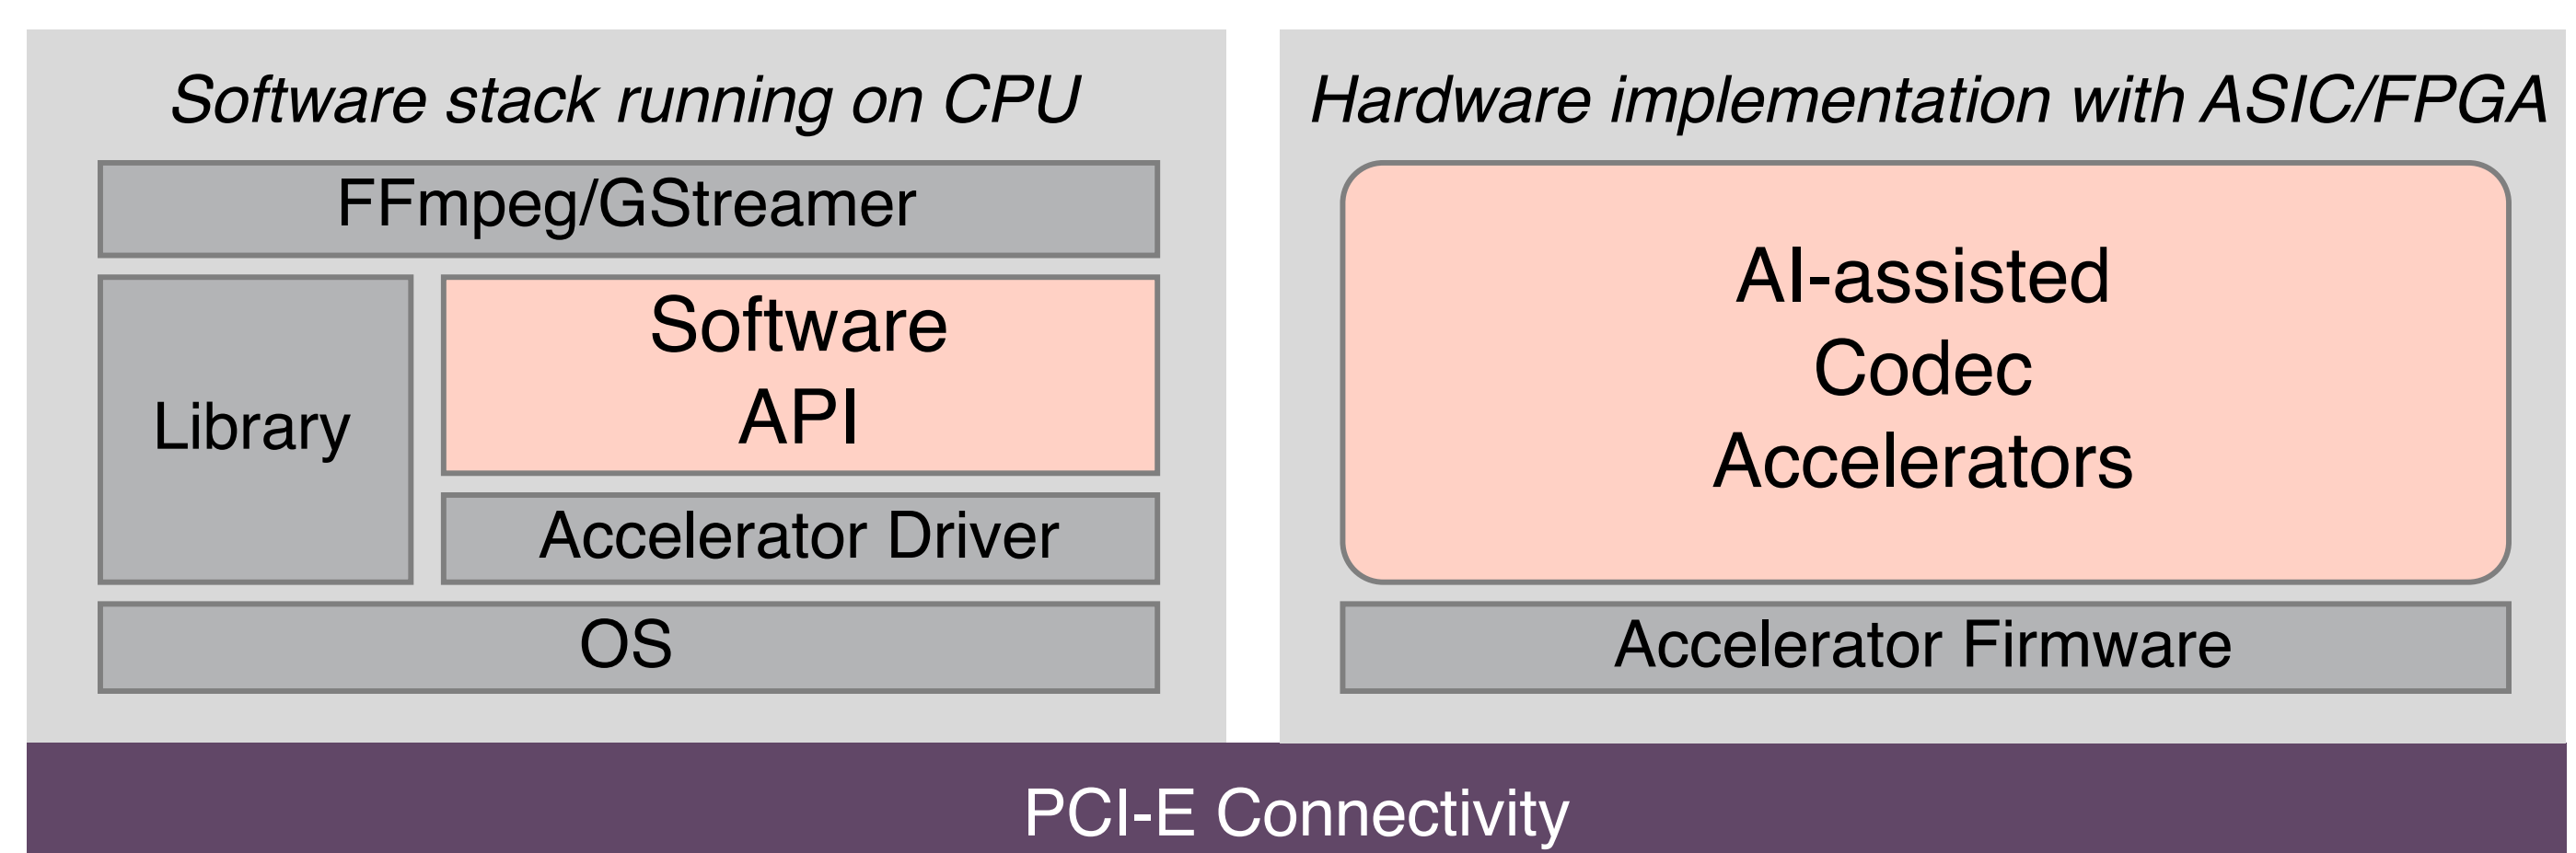 Software stack running on CPU
FFmpeg/GStreamer
Library
Software
API
Accelerator Driver
OS
Hardware implementation with ASIC/FPGA
AI-assisted
Codec
Accelerators
Accelerator Firmware
PCI-E Connectivity